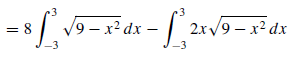 = 8 ∫_{-3}^{3} √(9 – x²) dx – ∫_{-3}^{3} 2x√(9 – x²) dx